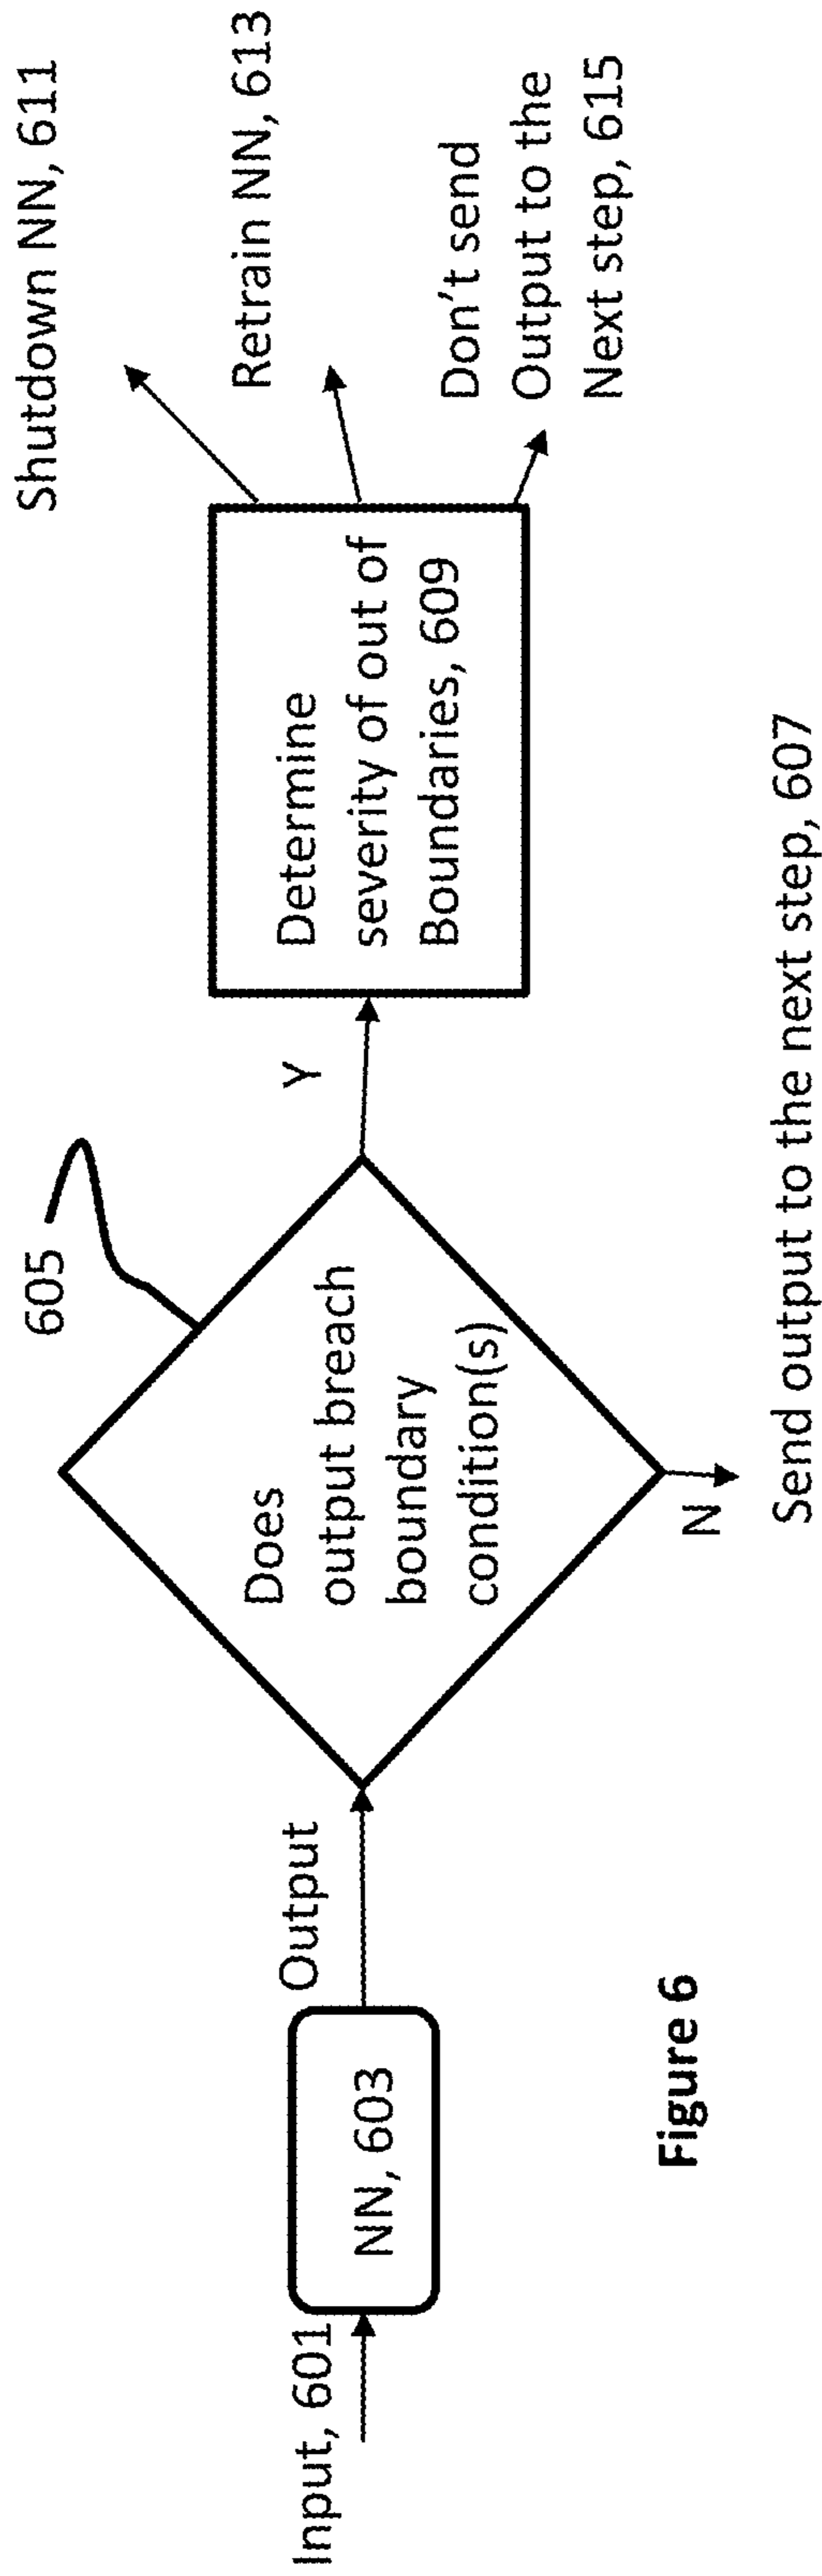 Input, 601
NN, 603
Output
605
Does
output breach
boundary
condition(s)
Y
N
Send output to the next step, 607
Determine
severity of out of
Boundaries, 609
Shutdown NN, 611
Retrain NN, 613
Don't send
Output to the
Next step, 615
Figure 6